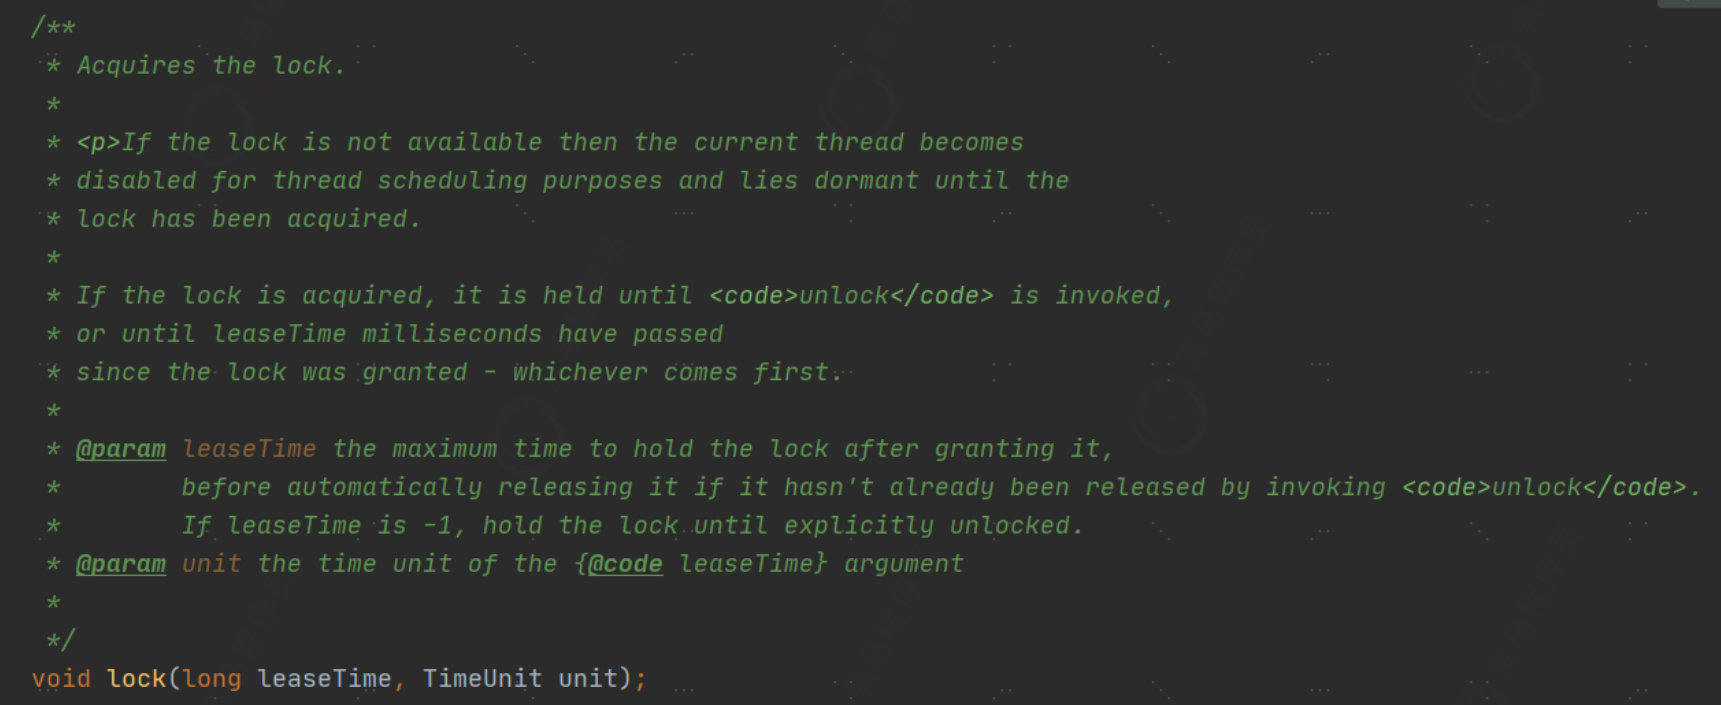 /**
* Acquires the lock.
*
* <p>If the lock is not available then the current thread becomes
* disabled for thread scheduling purposes and lies dormant until the
* lock has been acquired.
*
* If the lock is acquired, it is held until <code>unlock</code> is invoked,
* or until leaseTime milliseconds have passed
* since the lock was granted - whichever comes first.
*
* @param leaseTime the maximum time to hold the lock after granting it,
*        before automatically releasing it if it hasn't already been released by invoking <code>unlock</code>.
*        If leaseTime is -1, hold the lock until explicitly unlocked.
* @param unit the time unit of the {@code leaseTime} argument
*
*/
void lock(long leaseTime, TimeUnit unit);